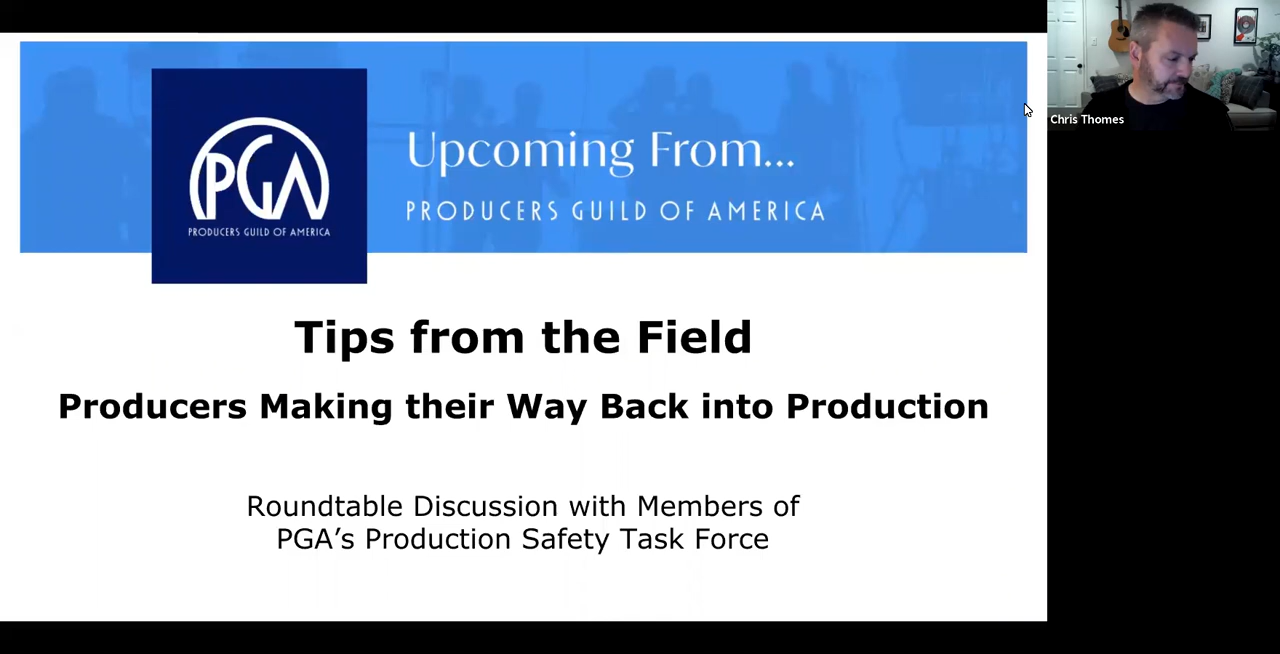 Upcoming From...
PRODUCERS GUILD OF AMERICA
PGA
PRODUCERS GUILD OF AMERICA
Tips from the Field
Producers Making their Way Back into Production
Roundtable Discussion with Members of
PGA’s Production Safety Task Force
Chris Thomes